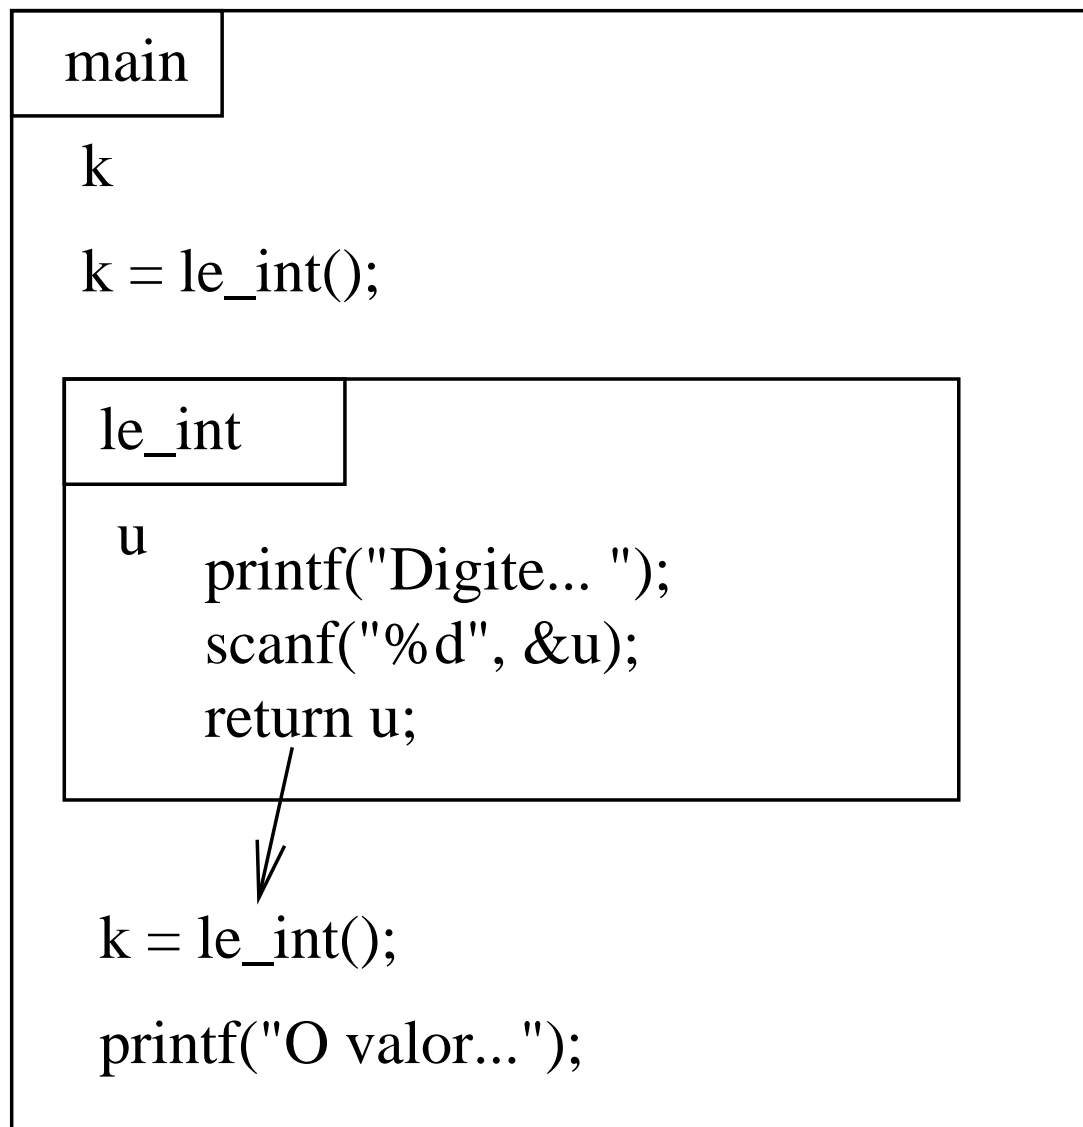 main
k
k = le_int();
le_int
u
printf("Digite... ");
scanf("%d", &u);
return u;
k = le_int();
printf("O valor...");